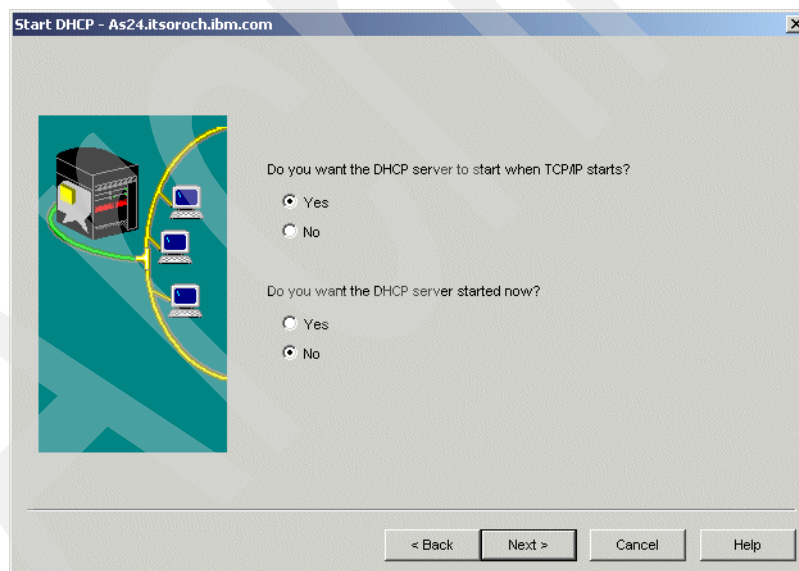 Start DHCP - As24.itsoroch.ibm.com
Do you want the DHCP server to start when TCP/IP starts?
Yes
No
Do you want the DHCP server started now?
Yes
No
< Back
Next >
Cancel
Help